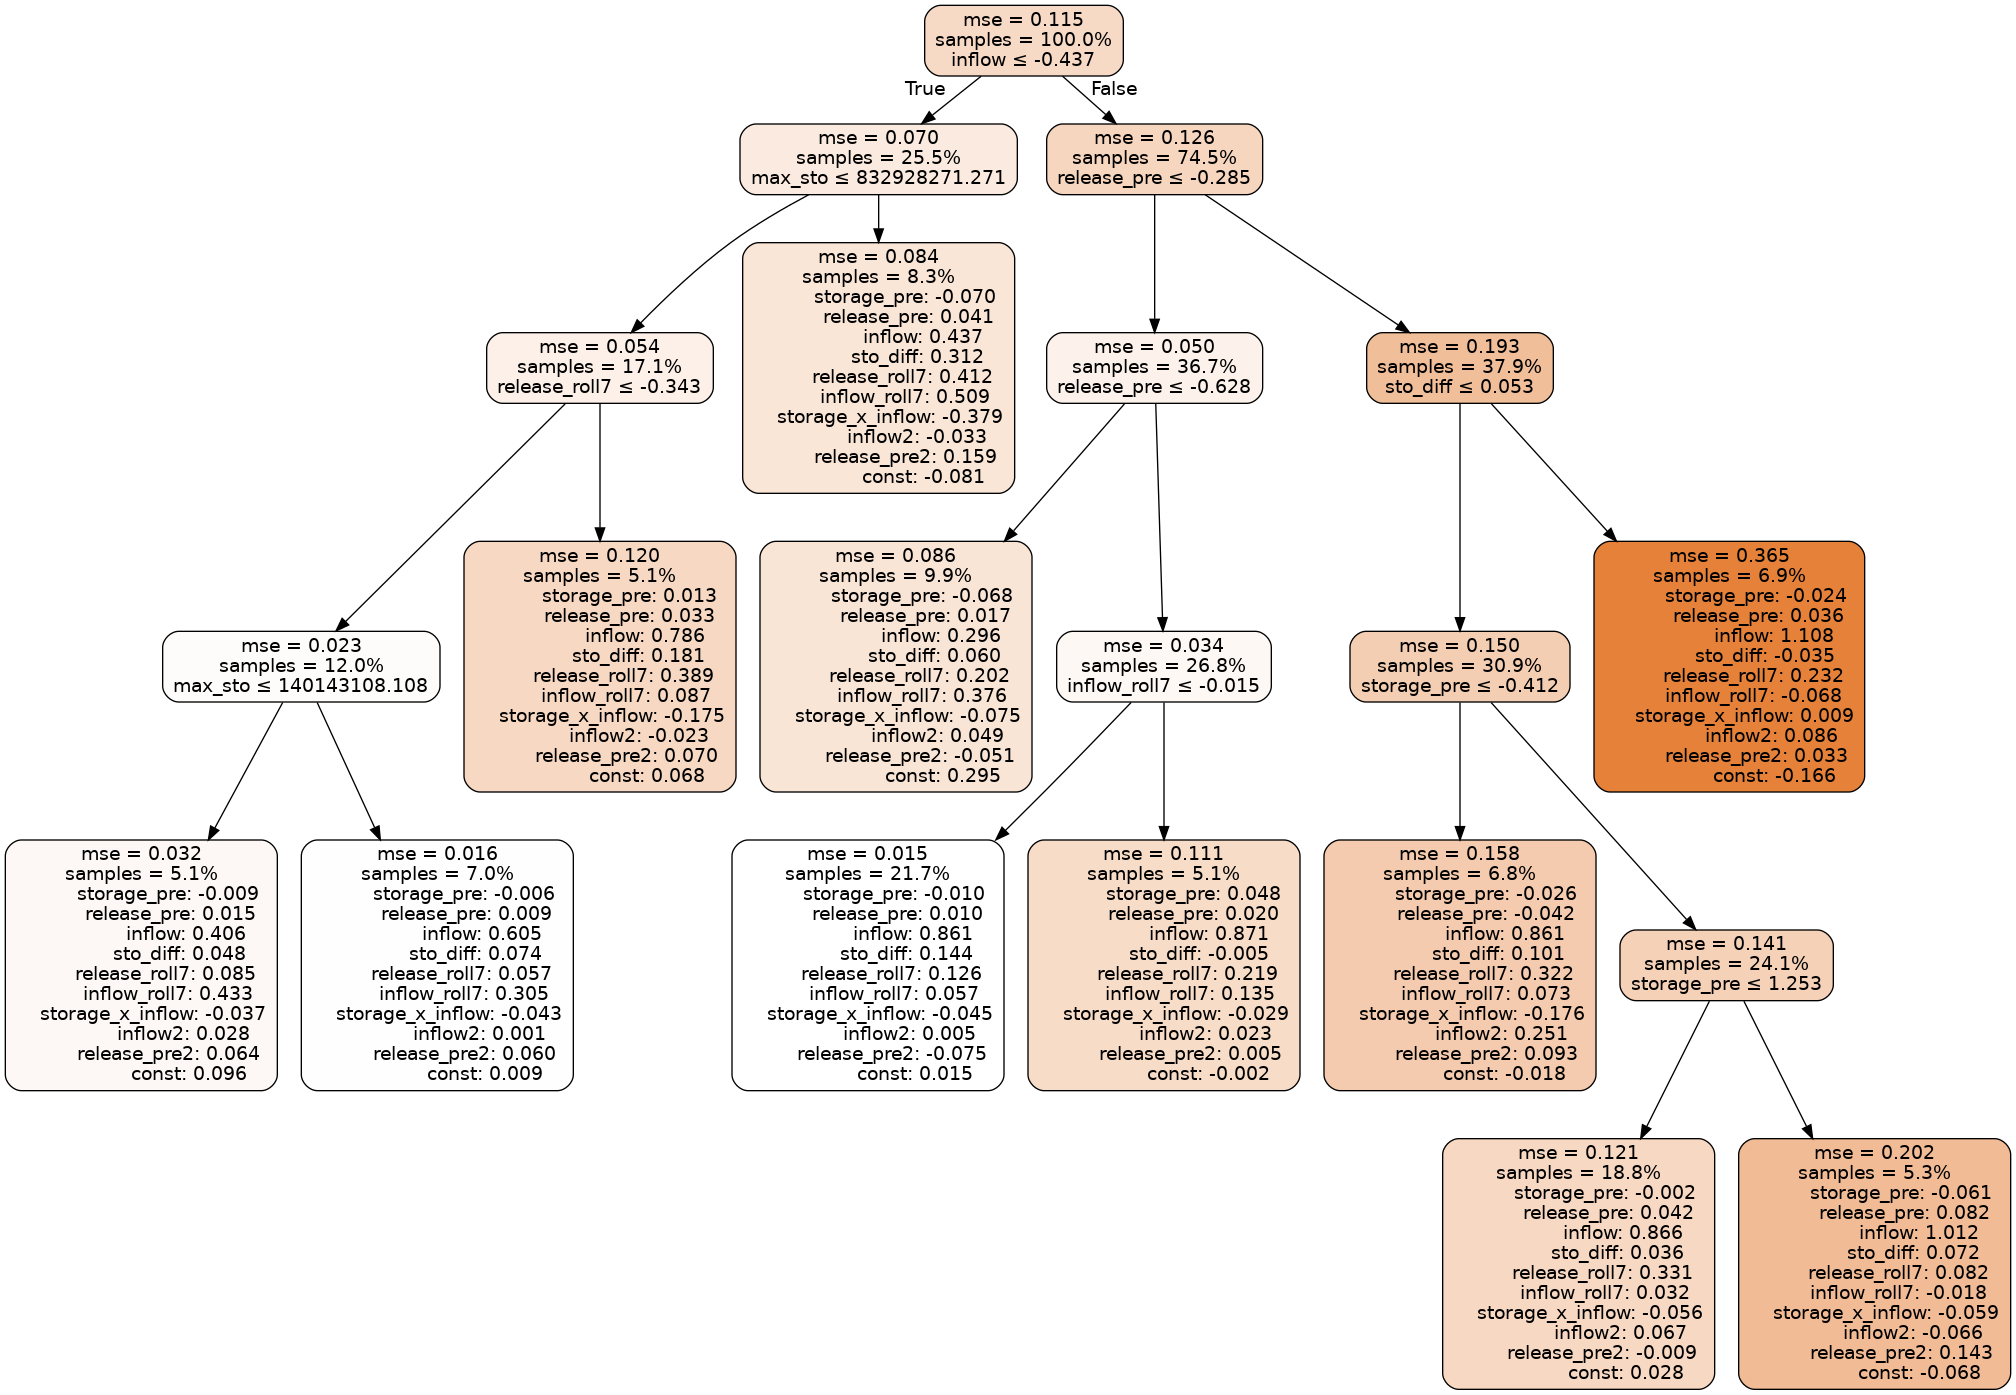 mse = 0.115
samples = 100.0%
inflow ≤ -0.437
True
False
mse = 0.070
samples = 25.5%
max_sto ≤ 832928271.271
mse = 0.126
samples = 74.5%
release_pre ≤ -0.285
mse = 0.084
samples = 8.3%
storage_pre: -0.070
release_pre: 0.041
inflow: 0.437
sto_diff: 0.312
release_roll7: 0.412
inflow_roll7: 0.509
storage_x_inflow: -0.379
inflow2: -0.033
release_pre2: 0.159
const: -0.081
mse = 0.054
samples = 17.1%
release_roll7 ≤ -0.343
mse = 0.050
samples = 36.7%
release_pre ≤ -0.628
mse = 0.193
samples = 37.9%
sto_diff ≤ 0.053
mse = 0.120
samples = 5.1%
storage_pre: 0.013
release_pre: 0.033
inflow: 0.786
sto_diff: 0.181
release_roll7: 0.389
inflow_roll7: 0.087
storage_x_inflow: -0.175
inflow2: -0.023
release_pre2: 0.070
const: 0.068
mse = 0.086
samples = 9.9%
storage_pre: -0.068
release_pre: 0.017
inflow: 0.296
sto_diff: 0.060
release_roll7: 0.202
inflow_roll7: 0.376
storage_x_inflow: -0.075
inflow2: 0.049
release_pre2: -0.051
const: 0.295
mse = 0.365
samples = 6.9%
storage_pre: -0.024
release_pre: 0.036
inflow: 1.108
sto_diff: -0.035
release_roll7: 0.232
inflow_roll7: -0.068
storage_x_inflow: 0.009
inflow2: 0.086
release_pre2: 0.033
const: -0.166
mse = 0.023
samples = 12.0%
max_sto ≤ 140143108.108
mse = 0.034
samples = 26.8%
inflow_roll7 ≤ -0.015
mse = 0.150
samples = 30.9%
storage_pre ≤ -0.412
mse = 0.032
samples = 5.1%
storage_pre: -0.009
release_pre: 0.015
inflow: 0.406
sto_diff: 0.048
release_roll7: 0.085
inflow_roll7: 0.433
storage_x_inflow: -0.037
inflow2: 0.028
release_pre2: 0.064
const: 0.096
mse = 0.016
samples = 7.0%
storage_pre: -0.006
release_pre: 0.009
inflow: 0.605
sto_diff: 0.074
release_roll7: 0.057
inflow_roll7: 0.305
storage_x_inflow: -0.043
inflow2: 0.001
release_pre2: 0.060
const: 0.009
mse = 0.015
samples = 21.7%
storage_pre: -0.010
release_pre: 0.010
inflow: 0.861
sto_diff: 0.144
release_roll7: 0.126
inflow_roll7: 0.057
storage_x_inflow: -0.045
inflow2: 0.005
release_pre2: -0.075
const: 0.015
mse = 0.111
samples = 5.1%
storage_pre: 0.048
release_pre: 0.020
inflow: 0.871
sto_diff: -0.005
release_roll7: 0.219
inflow_roll7: 0.135
storage_x_inflow: -0.029
inflow2: 0.023
release_pre2: 0.005
const: -0.002
mse = 0.158
samples = 6.8%
storage_pre: -0.026
release_pre: -0.042
inflow: 0.861
sto_diff: 0.101
release_roll7: 0.322
inflow_roll7: 0.073
storage_x_inflow: -0.176
inflow2: 0.251
release_pre2: 0.093
const: -0.018
mse = 0.141
samples = 24.1%
storage_pre ≤ 1.253
mse = 0.121
samples = 18.8%
storage_pre: -0.002
release_pre: 0.042
inflow: 0.866
sto_diff: 0.036
release_roll7: 0.331
inflow_roll7: 0.032
storage_x_inflow: -0.056
inflow2: 0.067
release_pre2: -0.009
const: 0.028
mse = 0.202
samples = 5.3%
storage_pre: -0.061
release_pre: 0.082
inflow: 1.012
sto_diff: 0.072
release_roll7: 0.082
inflow_roll7: -0.018
storage_x_inflow: -0.059
inflow2: -0.066
release_pre2: 0.143
const: -0.068